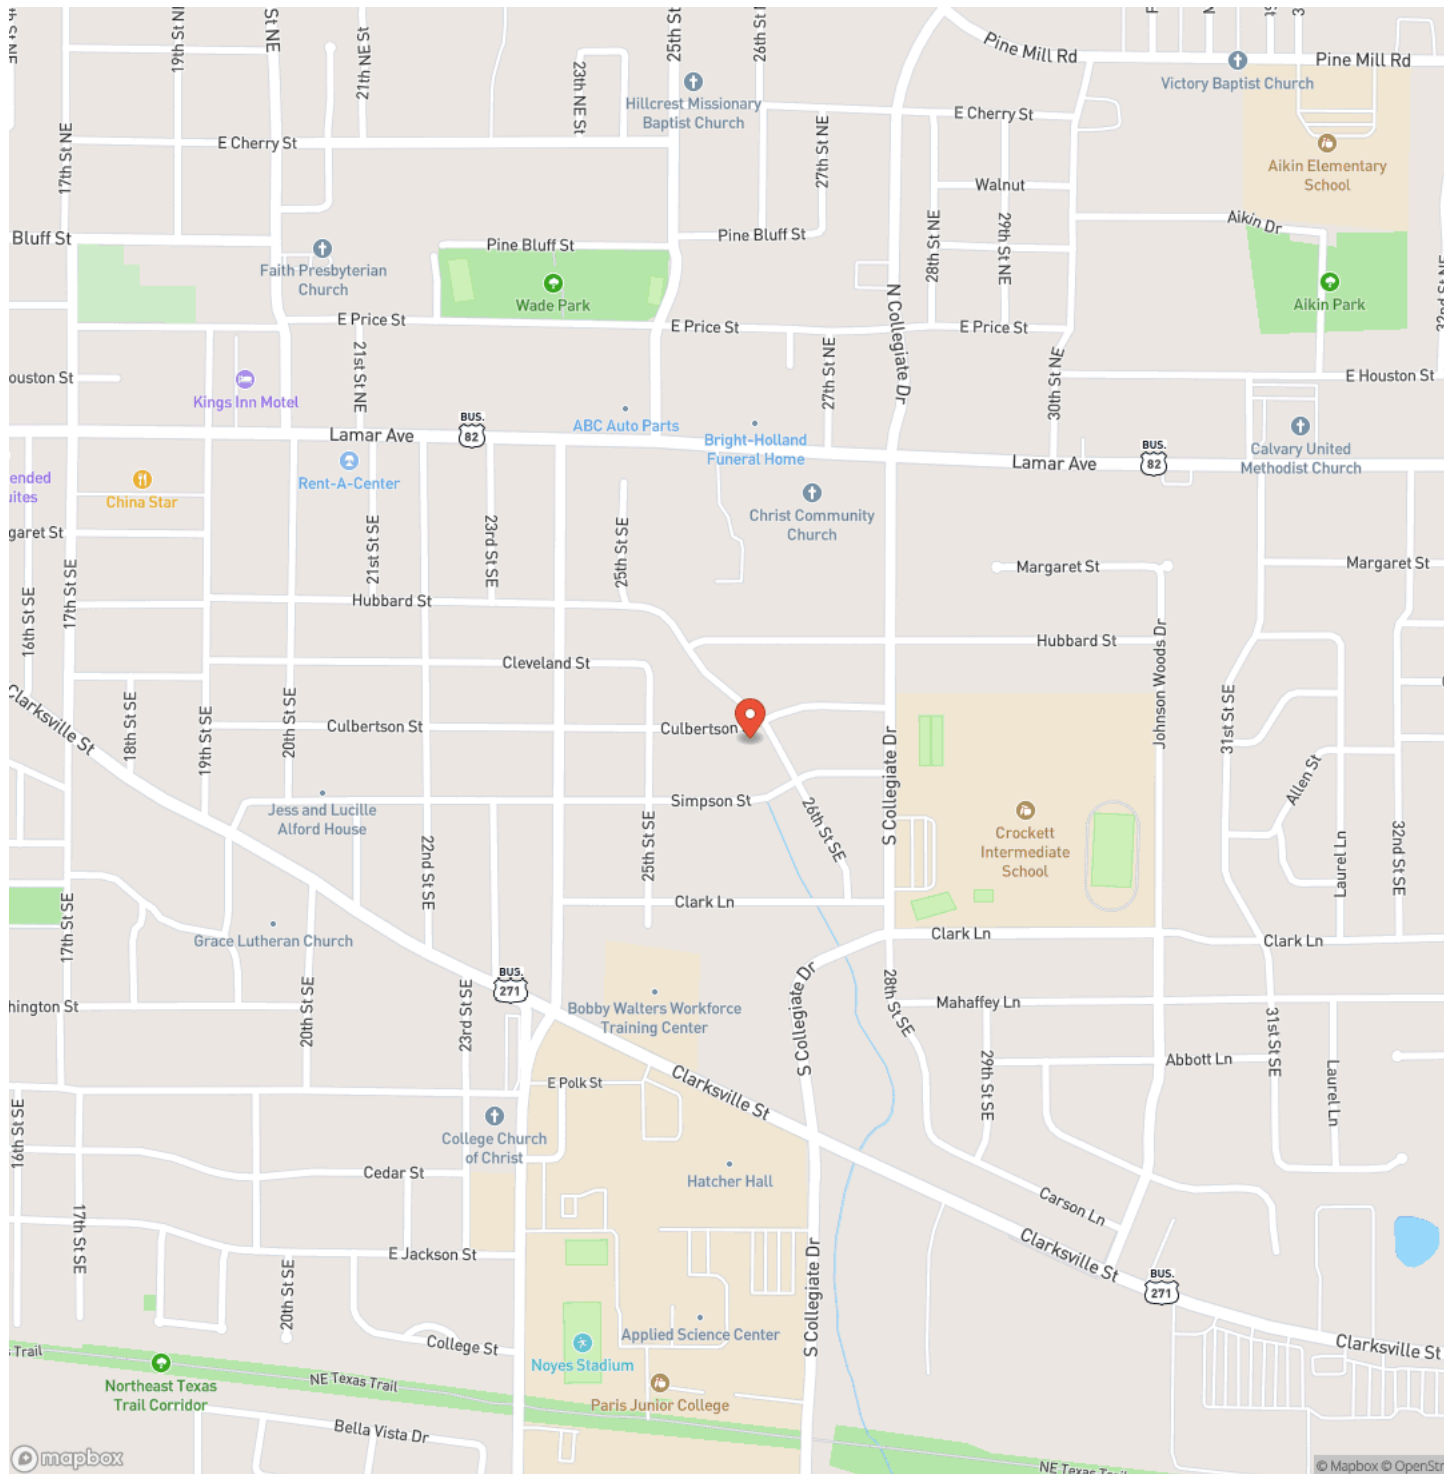 19th St NE
St NE
21th NE St
25th St
26th St N
Pine Mill Rd
Pine Mill Rd
Victory Baptist Church
23th NE St
Hillcrest Missionary
Baptist Church
E Cherry St
E Cherry St
17th St NE
27th St NE
Aikin Elementary
School
Walnut
Aikin Dr
Bluff St
Pine Bluff St
Pine Bluff St
28th St NE
29th St NE
Faith Presbyterian
Church
Wade Park
Aikin Park
32nd St NE
E Price St
E Price St
E Price St
N Collegiate Dr
21st St NE
27th St NE
30th St NE
ouston St
E Houston St
Kings Inn Motel
Lamar Ave
BUS.
82
ABC Auto Parts
Bright-Holland
Funeral Home
Lamar Ave
BUS.
82
Calvary United
Methodist Church
Rent-A-Center
ended
uites
China Star
Christ Community
Church
garet St
21st St SE
23rd St SE
25th St SE
Margaret St
Margaret St
16th St SE
17th St SE
Hubbard St
Hubbard St
Johnson Woods Dr
Cleveland St
Clarksville St
18th St SE
19th St SE
20th St SE
Culbertson St
Culbertson
31st St SE
S Collegiate Dr
Allen St
Jess and Lucille
Alford House
Simpson St
26th St SE
Crockett
Intermediate
School
22nd St SE
25th St SE
Laurel Ln
32nd St SE
17th St SE
Clark Ln
Clark Ln
Clark Ln
Grace Lutheran Church
BUS.
271
S Collegiate Dr
28th St SE
hington St
20th St SE
23rd St SE
Bobby Walters Workforce
Training Center
Mahaffey Ln
31st St SE
Abbott Ln
29th St SE
Laurel Ln
E Polk St
Clarksville St
16th St SE
College Church
of Christ
Cedar St
Hatcher Hall
Carson Ln
17th St SE
E Jackson St
S Collegiate Dr
Clarksville St
BUS.
271
20th St SE
Applied Science Center
College St
Noyes Stadium
Clarksville St
s Trail
Northeast Texas
Trail Corridor
NE Texas Trail
Paris Junior College
Bella Vista Dr
mapbox
NE Texas Trail
© Mapbox © OpenStr